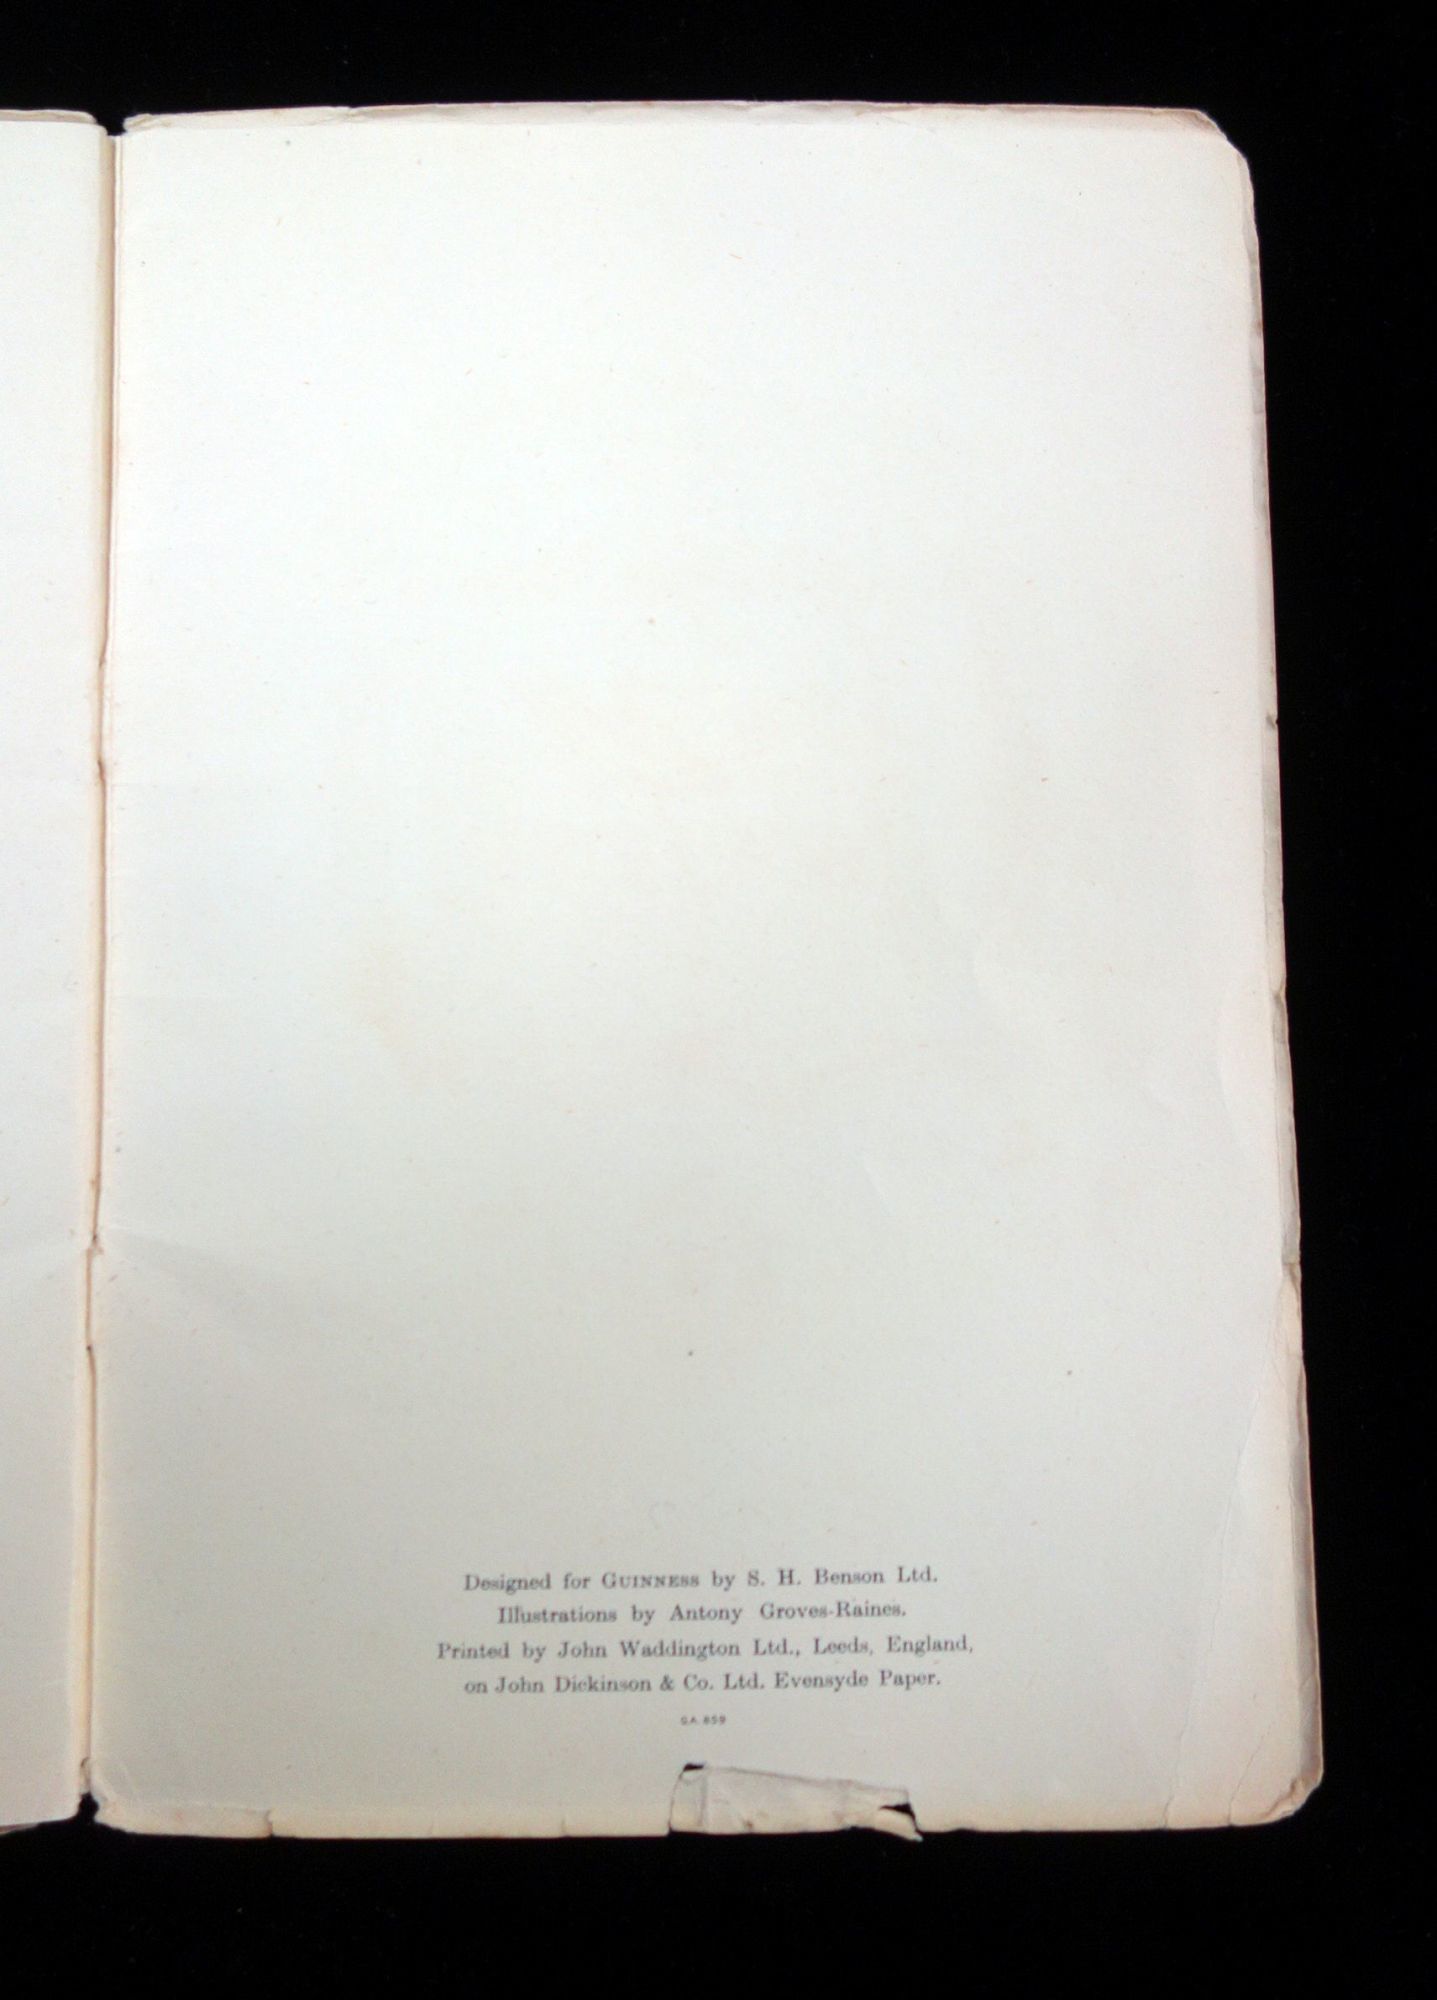 Designed for GUINNESS by S. H. Benson Ltd.
Illustrations by Antony Groves-Raines.
Printed by John Waddington Ltd., Leeds, England,
on John Dickinson & Co. Ltd. Evensyde Paper.
G.A. 859